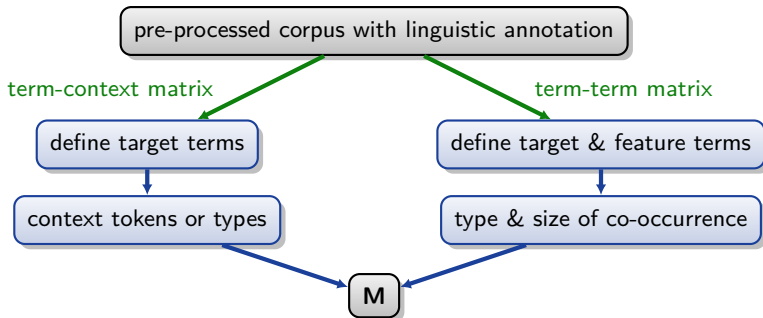 pre-processed corpus with linguistic annotation
term-context matrix
term-term matrix
define target terms
define target & feature terms
context tokens or types
type & size of co-occurrence
M